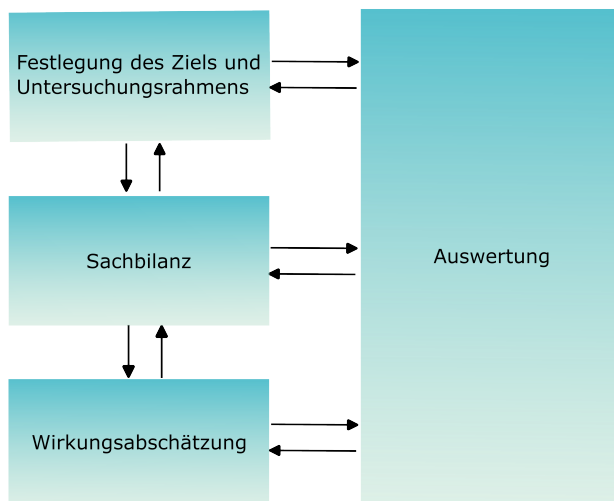 Festlegung des Ziels und
Untersuchungsrahmens
Sachbilanz
Auswertung
Wirkungsabschätzung